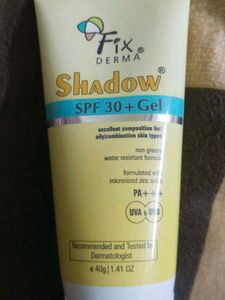 Fix®
DERMA
SHADOW®
SPF 30 + Gel
excellent composition for
oily/combination skin types
non greasy
water resistant formula
formulated with
micronized zinc oxide
PA+++
UVA & UVB
Recommended and Tested by
Dermatologist
e 40g | 1.41 OZ